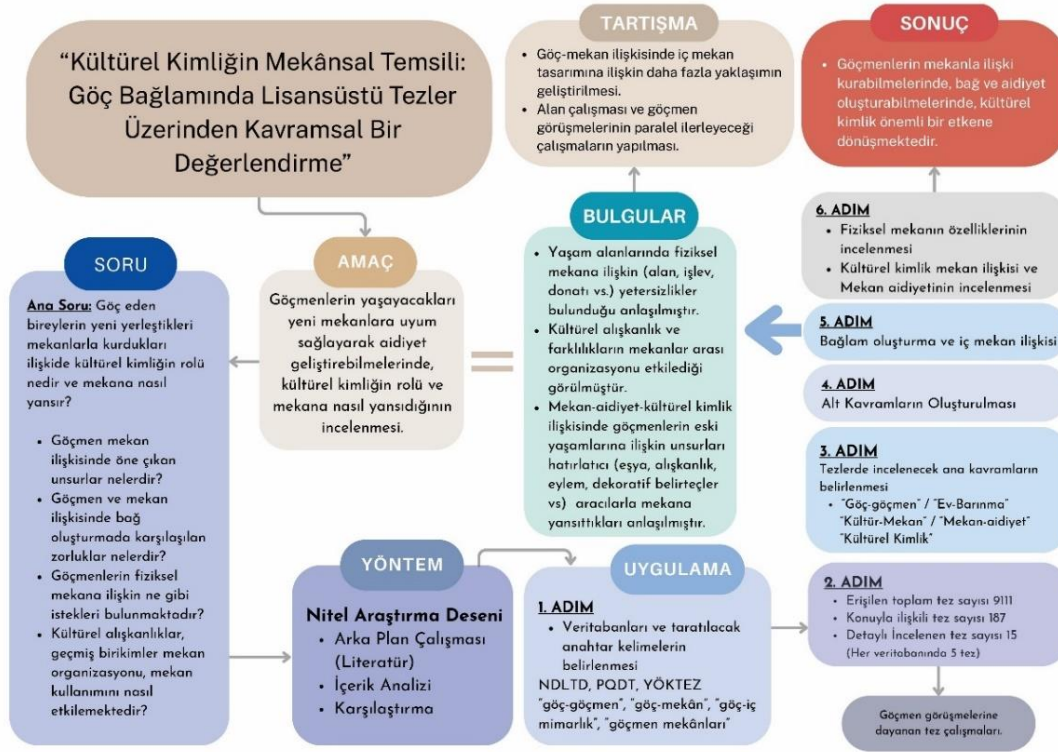 “Kültürel Kimliğin Mekânsal Temsili:
Göç Bağlamında Lisansüstü Tezler
Üzerinden Kavramsal Bir
Değerlendirme”
SORU
Ana Soru: Göç eden
bireylerin yeni yerleştikleri
mekanlarla kurdukları
ilişkide kültürel kimliğin rolü
nedir ve mekana nasıl
yansır?
• Göçmen mekan
ilişkisinde öne çıkan
unsurlar nelerdir?
• Göçmen ve mekan
ilişkisinde bağ
oluşturmada karşılaşılan
zorluklar nelerdir?
• Göçmenlerin fiziksel
mekana ilişkin ne gibi
istekleri bulunmaktadır?
• Kültürel alışkanlıklar,
geçmiş birikimler mekan
organizasyonu, mekan
kullanımını nasıl
etkilemektedir?
AMAÇ
Göçmenlerin yaşayacakları
yeni mekanlara uyum
sağlayarak aidiyet
geliştirebilmelerinde,
kültürel kimliğin rolü ve
mekana nasıl yansıdığının
incelenmesi.
YÖNTEM
Nitel Araştırma Deseni
• Arka Plan Çalışması
(Literatür)
• İçerik Analizi
• Karşılaştırma
UYGULAMA
1. ADIM
• Veritabanları ve taratılacak
anahtar kelimelerin
belirlenmesi
NDLTD, PQDT, YÖKTEZ
"göç-göçmen", "göç-mekân", "göç-iç
mimarlık", "göçmen mekânları"
2. ADIM
• Erişilen toplam tez sayısı 9111
• Konuyla ilişkili tez sayısı 187
• Detaylı İncelenen tez sayısı 15
(Her veritabanında 5 tez)
Göçmen görüşmelerine
dayanan tez çalışmaları.
3. ADIM
Tezlerde incelenecek ana kavramların
belirlenmesi
• "Göç-göçmen" / "Ev-Barınma"
"Kültür-Mekan" / "Mekan-aidiyet"
"Kültürel Kimlik"
4. ADIM
Alt Kavramların Oluşturulması
5. ADIM
Bağlam oluşturma ve iç mekan ilişkisi
6. ADIM
• Fiziksel mekanın özelliklerinin
incelenmesi
• Kültürel kimlik mekan ilişkisi ve
Mekan aidiyetinin incelenmesi
BULGULAR
• Yaşam alanlarında fiziksel
mekana ilişkin (alan, işlev,
donatı vs.) yetersizlikler
bulunduğu anlaşılmıştır.
• Kültürel alışkanlık ve
farklılıkların mekanlar arası
organizasyonu etkilediği
görülmüştür.
• Mekan-aidiyet-kültürel kimlik
ilişkisinde göçmenlerin eski
yaşamlarına ilişkin unsurları
hatırlatıcı (eşya, alışkanlık,
eylem, dekoratif belirteçler
vs) aracılarla mekana
yansıttıkları anlaşılmıştır.
TARTIŞMA
• Göç-mekan ilişkisinde iç mekan
tasarımına ilişkin daha fazla yaklaşımın
geliştirilmesi.
• Alan çalışması ve göçmen
görüşmelerinin paralel ilerleyeceği
çalışmaların yapılması.
SONUÇ
• Göçmenlerin mekanla ilişki
kurabilmelerinde, bağ ve aidiyet
oluşturabilmelerinde, kültürel
kimlik önemli bir etkene
dönüşmektedir.